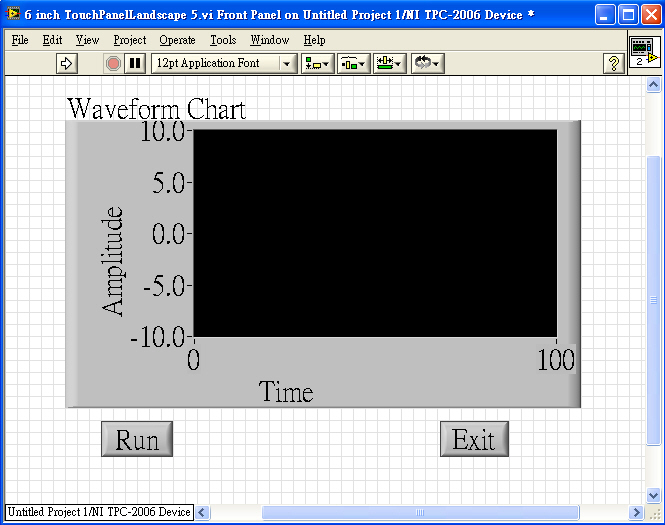 6 inch TouchPanelLandscape 5.vi Front Panel on Untitled Project 1/NI TPC-2006 Device *
File Edit View Project Operate Tools Window Help
12pt Application Font
?
2
Waveform Chart
10.0
5.0
0.0
-5.0
-10.0
Amplitude
0 100
Time
Run Exit
Untitled Project 1/NI TPC-2006 Device